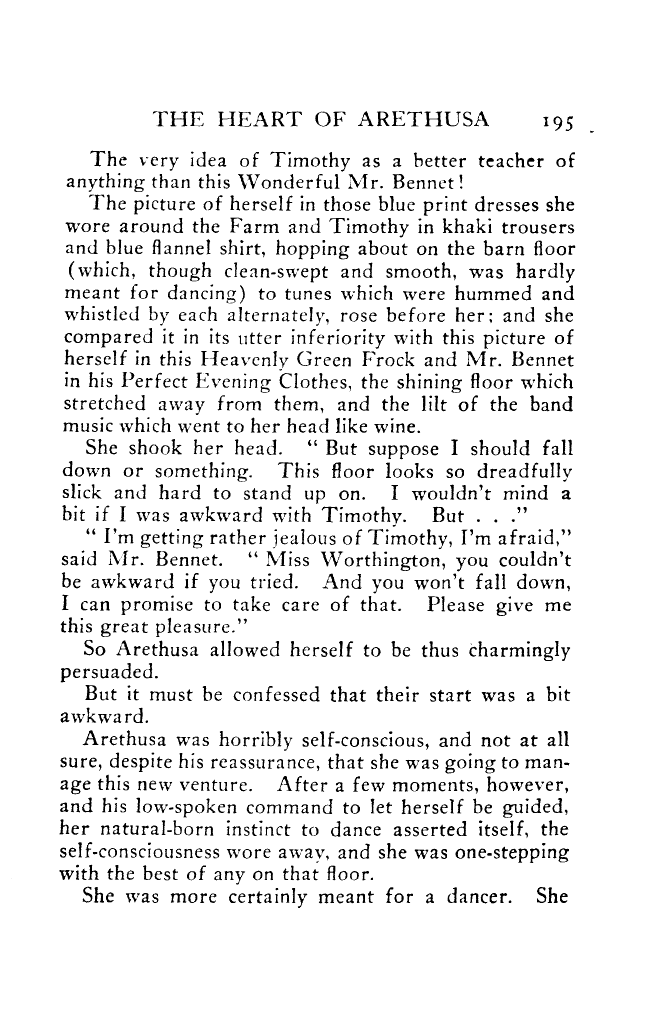 THE HEART OF ARETHUSA 195
The very idea of Timothy as a better teacher of
anything than this Wonderful Mr. Bennet!
The picture of herself in those blue print dresses she
wore around the Farm and Timothy in khaki trousers
and blue flannel shirt, hopping about on the barn floor
(which, though clean-swept and smooth, was hardly
meant for dancing) to tunes which were hummed and
whistled by each alternately, rose before her; and she
compared it in its utter inferiority with this picture of
herself in this Heavenly Green Frock and Mr. Bennet
in his Perfect Evening Clothes, the shining floor which
stretched away from them, and the lilt of the band
music which went to her head like wine.
She shook her head. "But suppose I should fall
down or something. This floor looks so dreadfully
slick and hard to stand up on. I wouldn't mind a
bit if I was awkward with Timothy. But . . ."
"I'm getting rather jealous of Timothy, I'm afraid,"
said Mr. Bennet. "Miss Worthington, you couldn't
be awkward if you tried. And you won't fall down,
I can promise to take care of that. Please give me
this great pleasure."
So Arethusa allowed herself to be thus charmingly
persuaded.
But it must be confessed that their start was a bit
awkward.
Arethusa was horribly self-conscious, and not at all
sure, despite his reassurance, that she was going to man-
age this new venture. After a few moments, however,
and his low-spoken command to let herself be guided,
her natural-born instinct to dance asserted itself, the
self-consciousness wore away, and she was one-stepping
with the best of any on that floor.
She was more certainly meant for a dancer. She